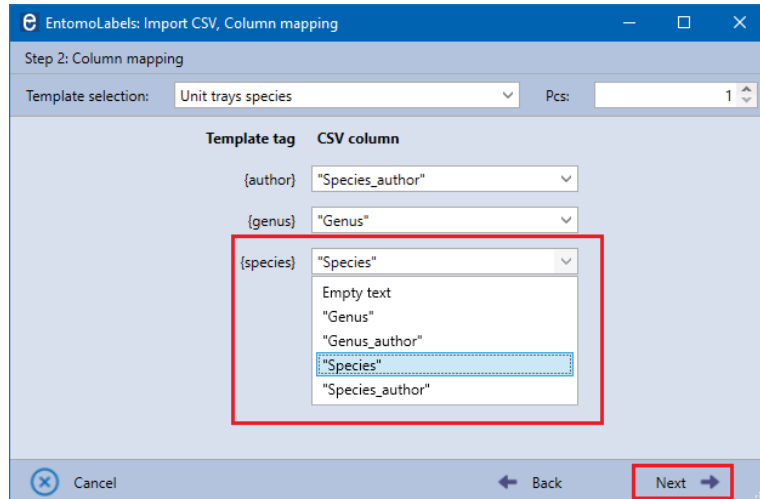 e EntomoLabels: Import CSV, Column mapping
Step 2: Column mapping
Template selection: Unit trays species Pcs: 1
Template tag CSV column
{author} "Species_author"
{genus} "Genus"
{species} "Species"
Empty text
"Genus"
"Genus_author"
"Species"
"Species_author"
Cancel Back Next